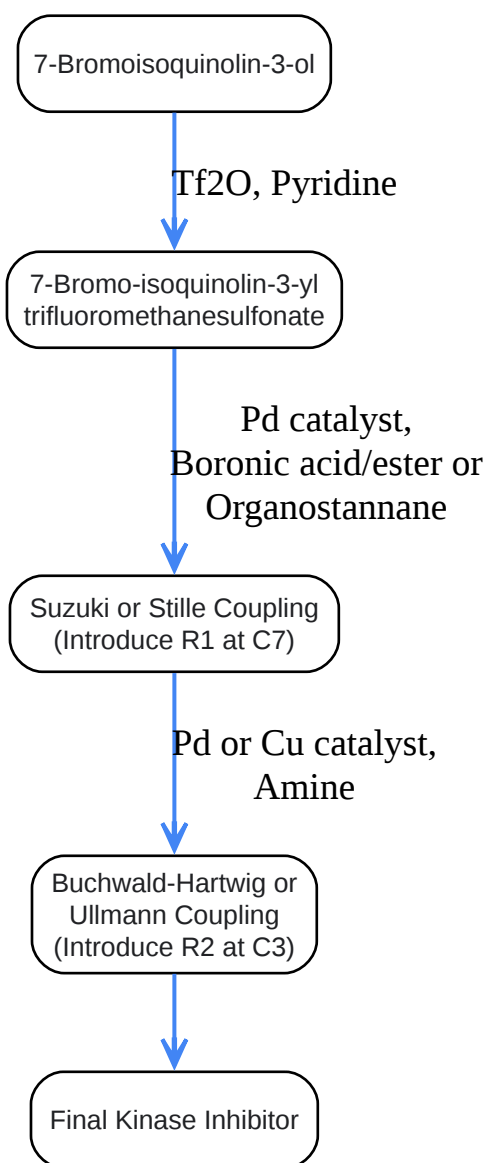 7-Bromoisoquinolin-3-ol
Tf2O, Pyridine
7-Bromo-isoquinolin-3-yl
trifluoromethanesulfonate
Pd catalyst,
Boronic acid/ester or
Organostannane
Suzuki or Stille Coupling
(Introduce R1 at C7)
Pd or Cu catalyst,
Amine
Buchwald-Hartwig or
Ullmann Coupling
(Introduce R2 at C3)
Final Kinase Inhibitor